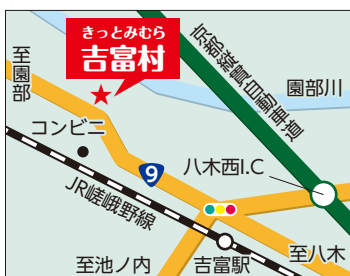 きっとみむら
吉富村
至園部
京都縦貫自動車道
園部川
コンビニ
9
八木西I.C
JR嵯峨野線
至池ノ内
吉富駅
至八木